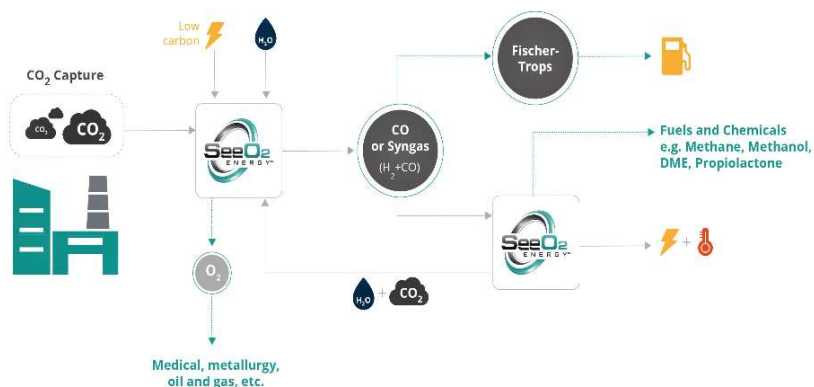 Low
carbon
H₂O
CO₂ Capture
CO₂
CO₂
SeeO₂
ENERGY
CO
or Syngas
(H₂+CO)
Fischer-
Trops
Fuels and Chemicals
e.g. Methane, Methanol,
DME, Propiolactone
SeeO₂
ENERGY
+
O₂
H₂O + CO₂
Medical, metallurgy,
oil and gas, etc.